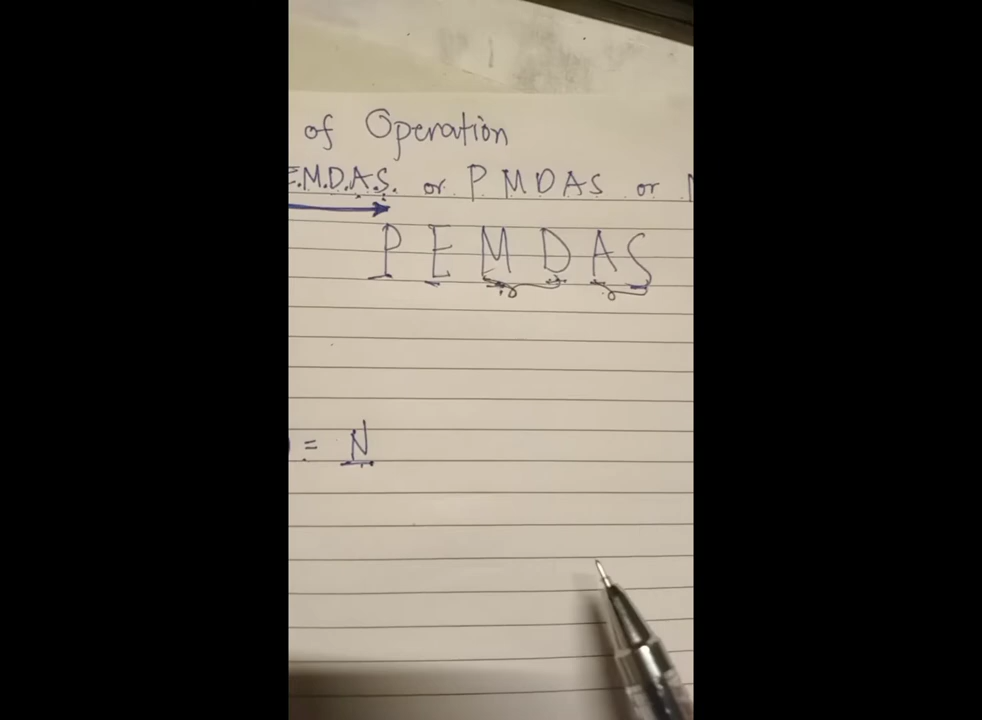 of Operation
E.M.D.A.S. or PMDAS or
PEMDAS
= N